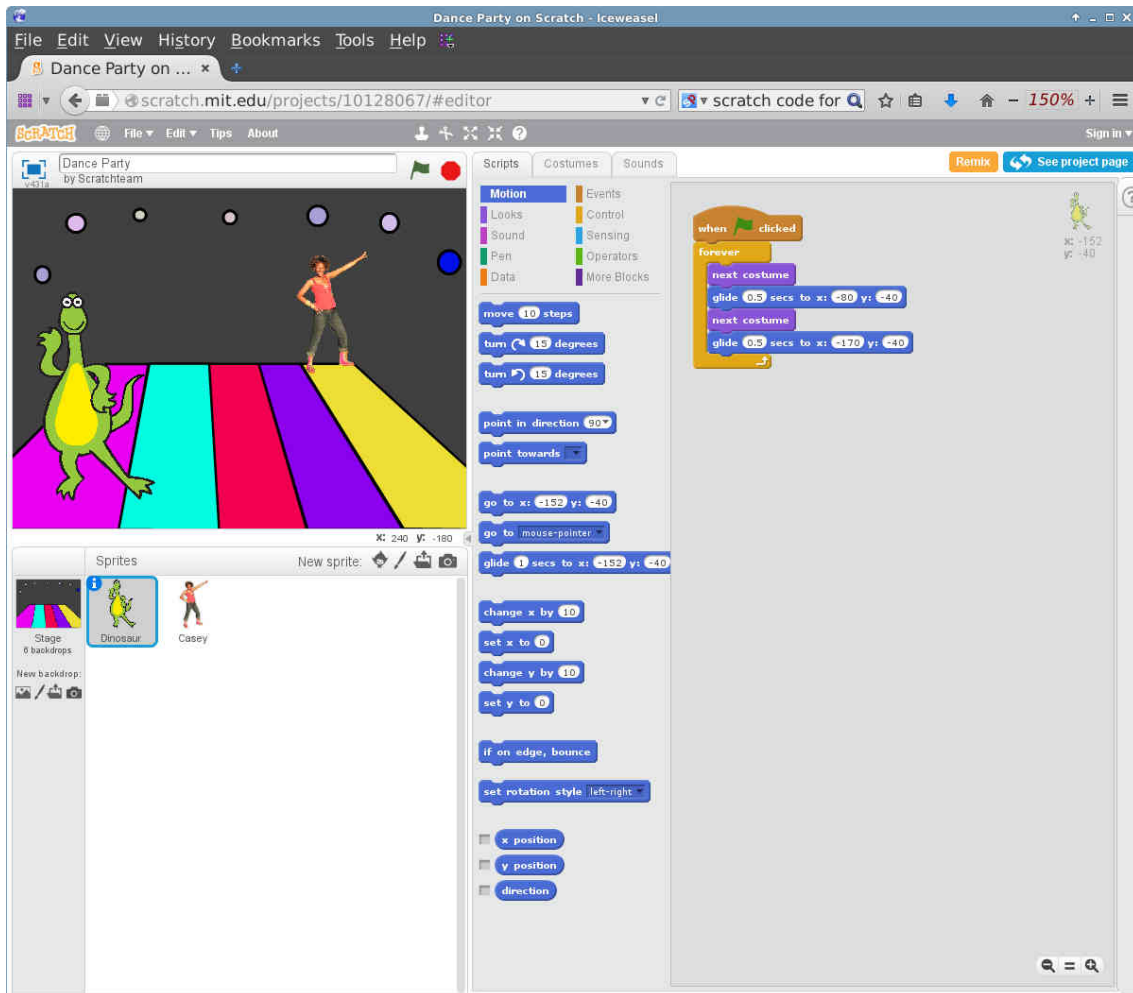 Dance Party on Scratch - Iceweasel
File Edit View History Bookmarks Tools Help
Dance Party on ... ×
scratch.mit.edu/projects/10128067/#editor
scratch code for
150%
SCRATCH File Edit Tips About Sign in
v431a
Dance Party
by Scratchteam
Scripts Costumes Sounds
Remix See project page
Motion Events
Looks Control
Sound Sensing
Pen Operators
Data More Blocks
move 10 steps
turn 15 degrees
turn 15 degrees
point in direction 90
point towards
go to x: -152 y: -40
go to mouse-pointer
glide 1 secs to x: -152 y: -40
change x by 10
set x to 0
change y by 10
set y to 0
if on edge, bounce
set rotation style left-right
x position
y position
direction
when clicked
forever
next costume
glide 0.5 secs to x: -80 y: -40
next costume
glide 0.5 secs to x: -170 y: -40
x: -152
y: -40
X: 240 y: -180
Sprites New sprite:
Stage
6 backdrops
New backdrop:
Dinosaur
Casey